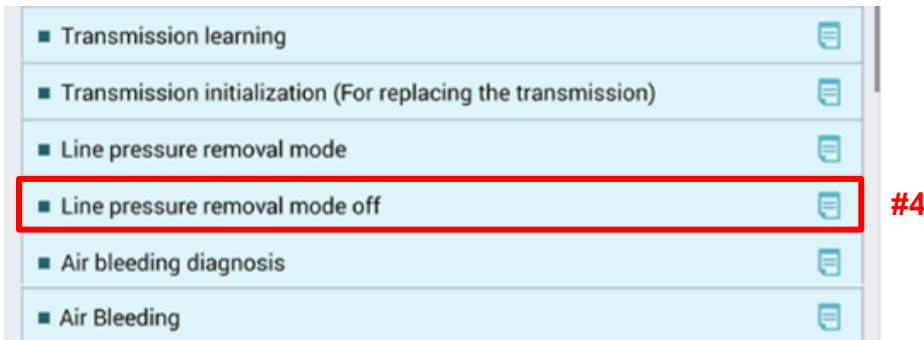 Transmission learning
Transmission initialization (For replacing the transmission)
Line pressure removal mode
Line pressure removal mode off
#4
Air bleeding diagnosis
Air Bleeding